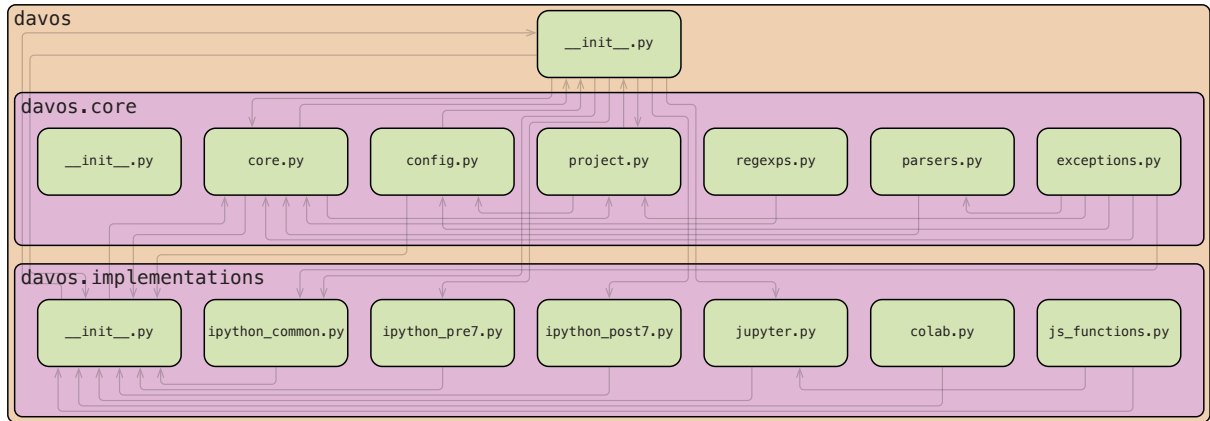 davos
__init__.py
davos.core
__init__.py
core.py
config.py
project.py
regexps.py
parsers.py
exceptions.py
davos.implementations
__init__.py
ipython_common.py
ipython_pre7.py
ipython_post7.py
jupyter.py
colab.py
js_functions.py